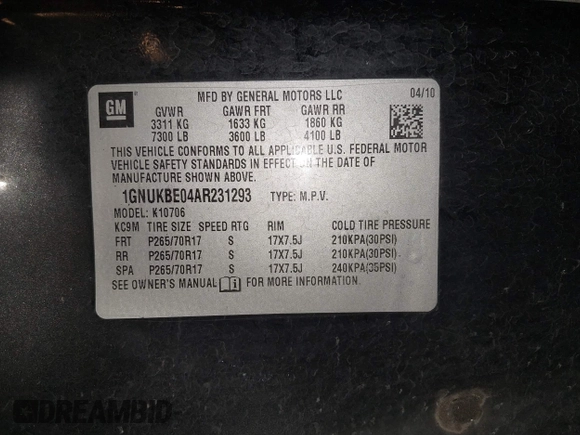 GM
MFD BY GENERAL MOTORS LLC 04/10
GVWR GAWR FRT GAWR RR
3311 KG 1633 KG 1860 KG
7300 LB 3600 LB 4100 LB
THIS VEHICLE CONFORMS TO ALL APPLICABLE U.S. FEDERAL MOTOR
VEHICLE SAFETY STANDARDS IN EFFECT ON THE DATE OF
MANUFACTURE SHOWN ABOVE.
1GNUKBE04AR231293 TYPE: M.P.V.
MODEL: K10706
KC9M TIRE SIZE SPEED RTG RIM COLD TIRE PRESSURE
FRT P265/70R17 S 17X7.5J 210KPA(30PSI)
RR P265/70R17 S 17X7.5J 210KPA(30PSI)
SPA P265/70R17 S 17X7.5J 240KPA(35PSI)
SEE OWNER'S MANUAL i FOR MORE INFORMATION.
DREAMBID